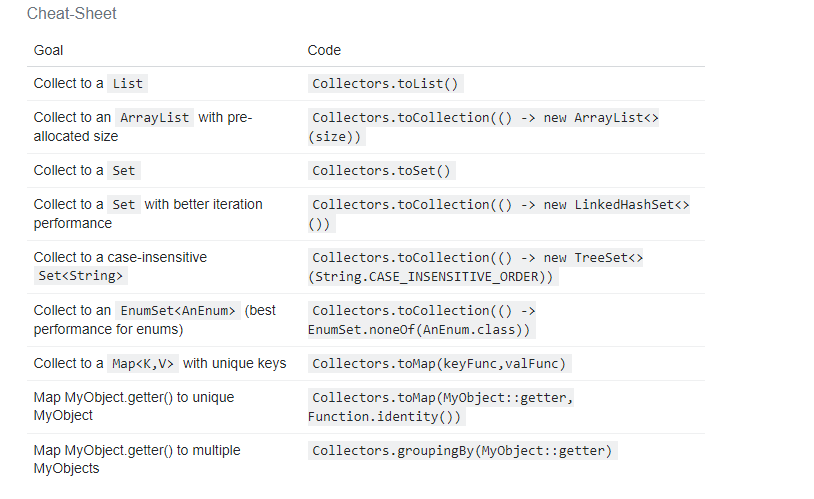 Cheat-Sheet
Goal Code
Collect to a List Collectors.toList()
Collect to an ArrayList with pre- Collectors.toCollection(() -> new ArrayList<>
allocated size (size))
Collect to a Set Collectors.toSet()
Collect to a Set with better iteration Collectors.toCollection(() -> new LinkedHashSet<>
performance ())
Collect to a case-insensitive Collectors.toCollection(() -> new TreeSet<>
Set<String> (String.CASE_INSENSITIVE_ORDER))
Collect to an EnumSet<AnEnum> (best Collectors.toCollection(() ->
performance for enums) EnumSet.noneOf(AnEnum.class))
Collect to a Map<K,V> with unique keys Collectors.toMap(keyFunc,valFunc)
Map MyObject.getter() to unique Collectors.toMap(MyObject::getter,
MyObject Function.identity())
Map MyObject.getter() to multiple Collectors.groupingBy(MyObject::getter)
MyObjects